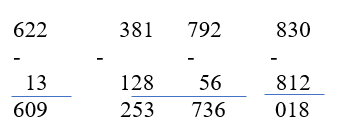 622 381 792 830
- - - -
13 128 56 812
609 253 736 018